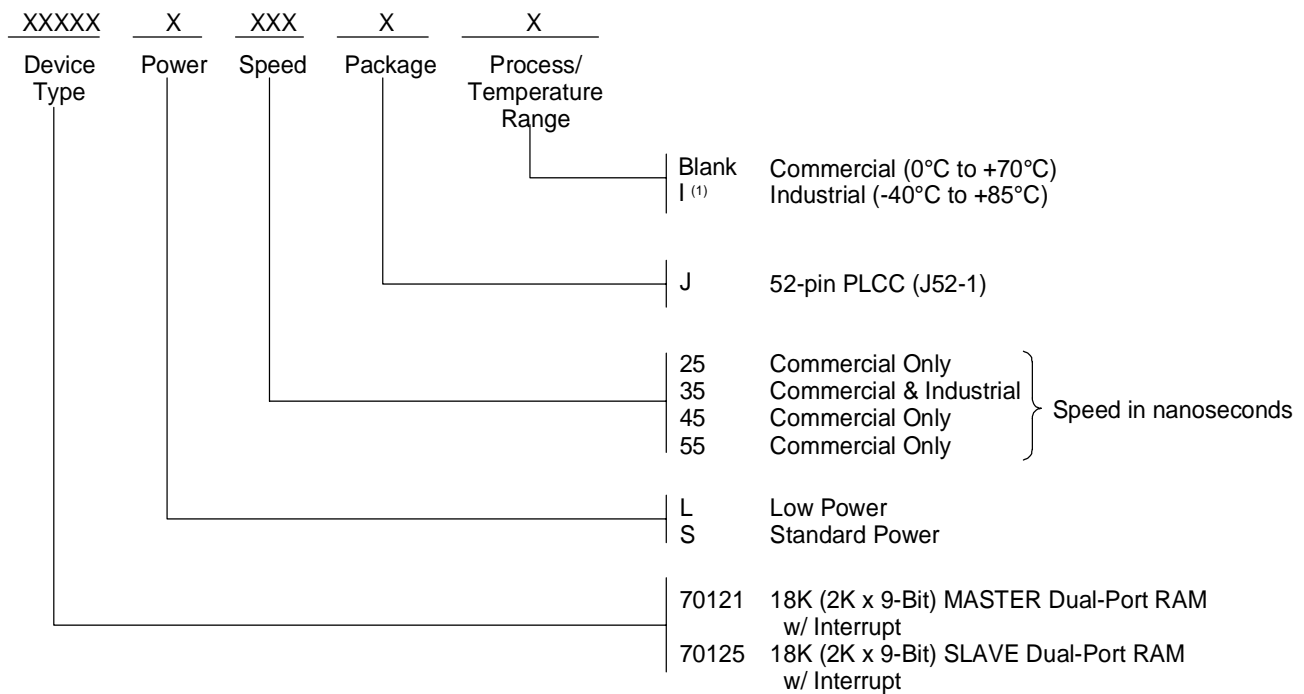 XXXXX X XXX X X
Device Type Power Speed Package Process/ Temperature Range
Blank Commercial (0°C to +70°C)
I (1) Industrial (-40°C to +85°C)
J 52-pin PLCC (J52-1)
25 Commercial Only
35 Commercial & Industrial
45 Commercial Only
55 Commercial Only
Speed in nanoseconds
L Low Power
S Standard Power
70121 18K (2K x 9-Bit) MASTER Dual-Port RAM
w/ Interrupt
70125 18K (2K x 9-Bit) SLAVE Dual-Port RAM
w/ Interrupt